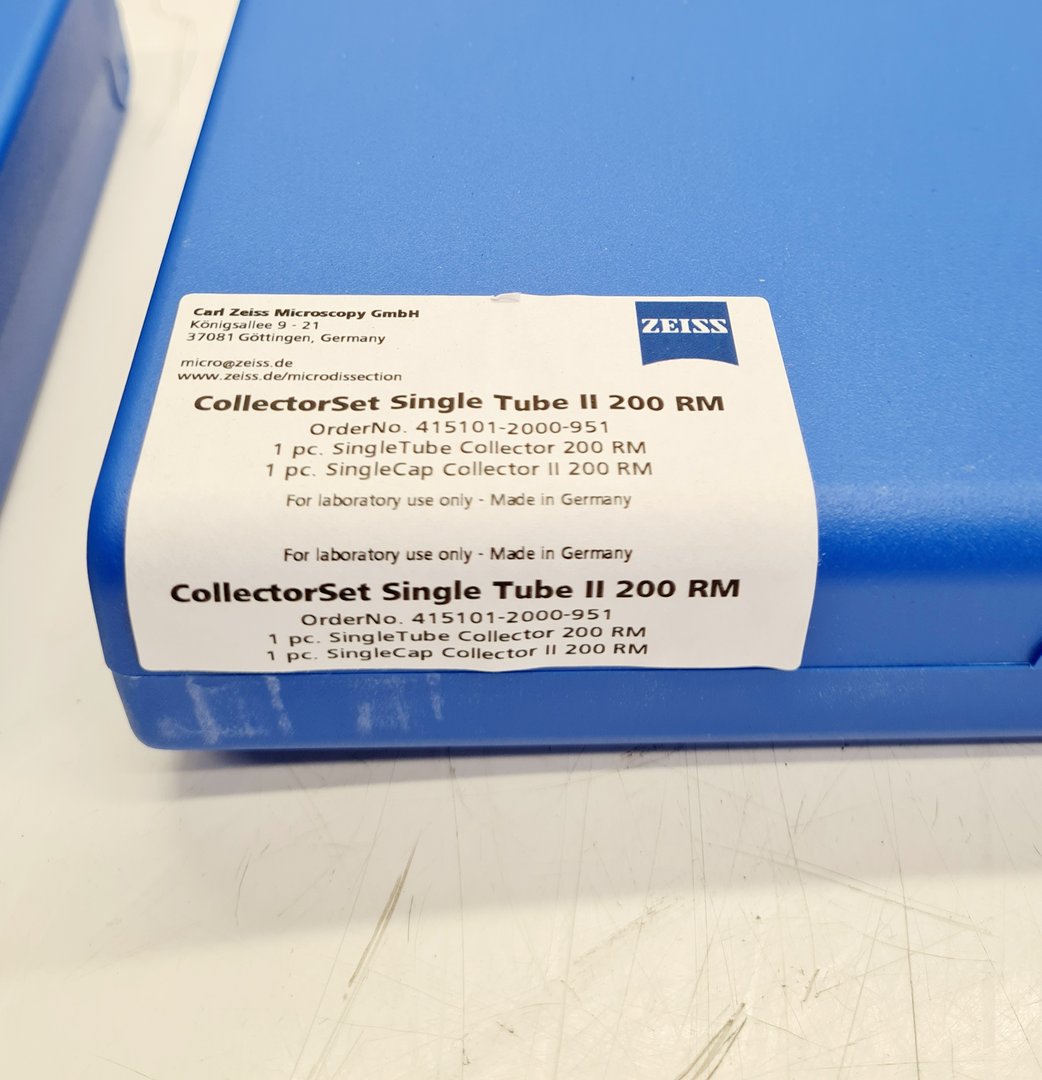 Carl Zeiss Microscopy GmbH
Königsallee 9 - 21
37081 Göttingen, Germany
ZEISS
micro@zeiss.de
www.zeiss.de/microdissection
CollectorSet Single Tube II 200 RM
OrderNo. 415101-2000-951
1 pc. SingleTube Collector 200 RM
1 pc. SingleCap Collector II 200 RM
For laboratory use only - Made in Germany
For laboratory use only - Made in Germany
CollectorSet Single Tube II 200 RM
OrderNo. 415101-2000-951
1 pc. SingleTube Collector 200 RM
1 pc. SingleCap Collector II 200 RM